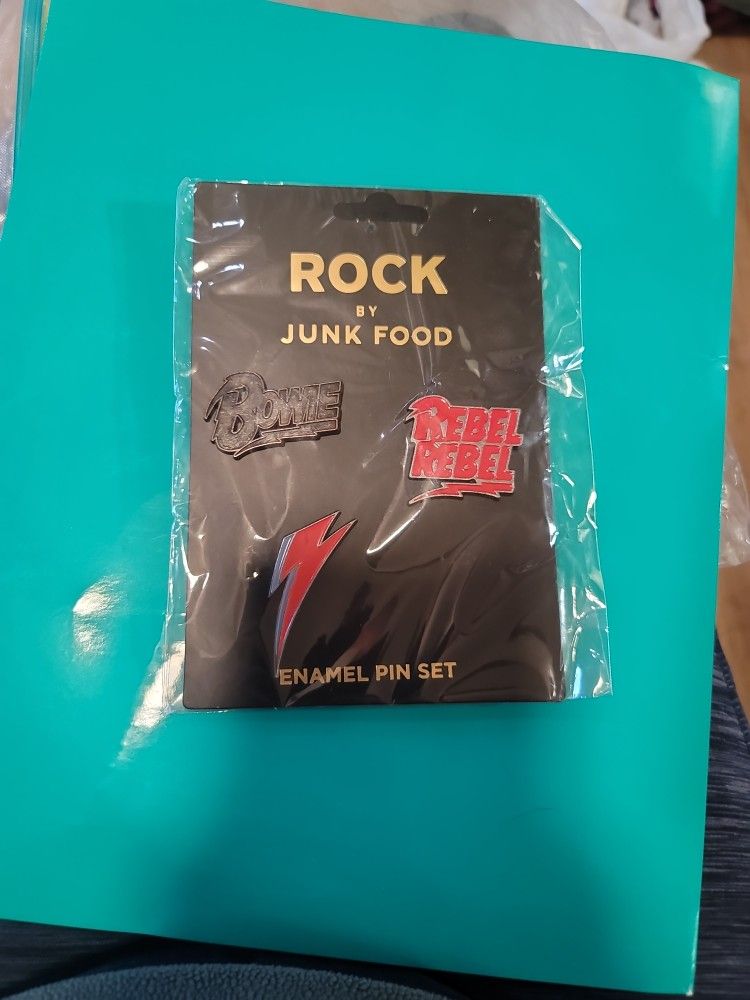 ROCK
BY
JUNK FOOD
BOWIE
REBEL
REBEL
ENAMEL PIN SET